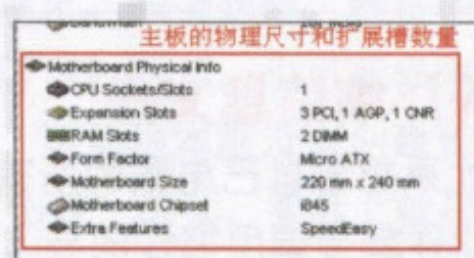 主板的物理尺寸和扩展槽数量
Motherboard Physical Info
CPU Sockets/Slots 1
Expansion Slots 3 PCI, 1 AGP, 1 CNR
RAM Slots 2 DIMM
Form Factor Micro ATX
Motherboard Size 220 mm x 240 mm
Motherboard Chipset i845
Extra Features SpeedEasy